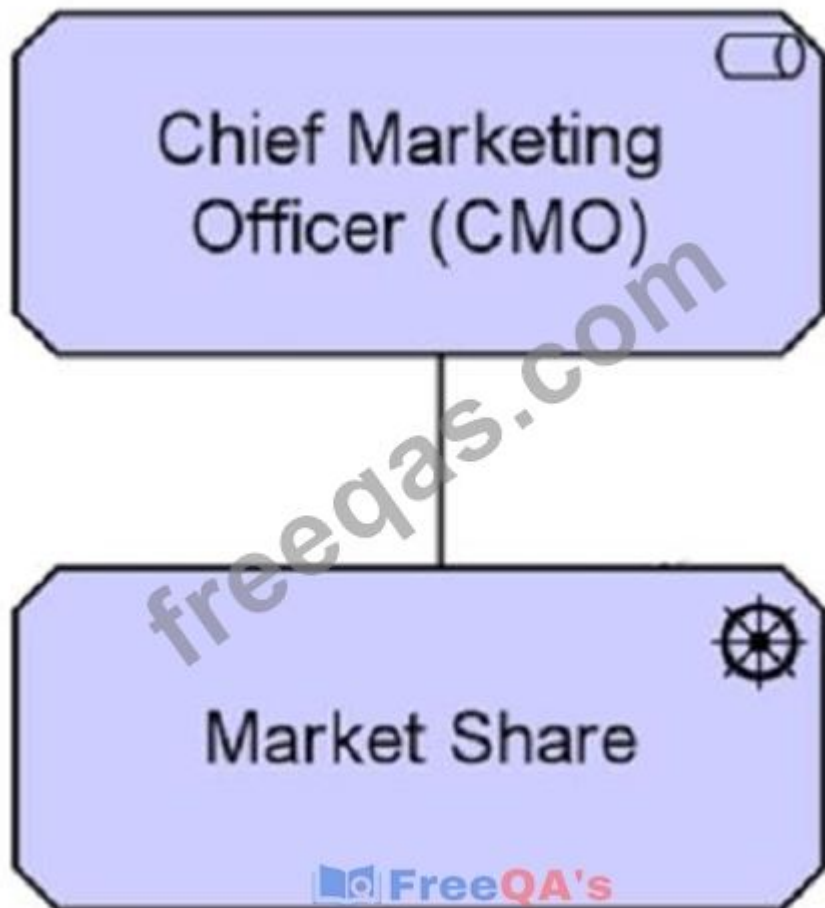 Chief Marketing
Officer (CMO)
freeqas.com
Market Share
FreeQA's